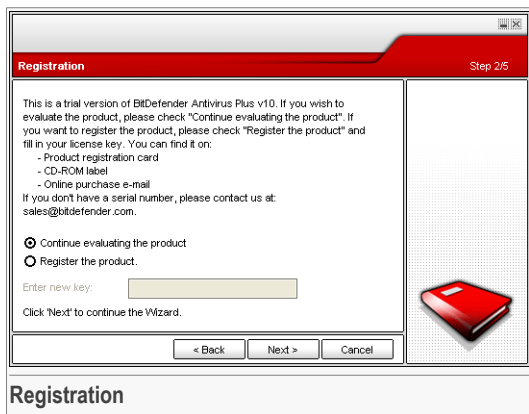 Registration
Step 2/5
This is a trial version of BitDefender Antivirus Plus v10. If you wish to
evaluate the product, please check "Continue evaluating the product". If
you want to register the product, please check "Register the product" and
fill in your license key. You can find it on:
- Product registration card
- CD-ROM label
- Online purchase e-mail
If you don't have a serial number, please contact us at:
sales@bitdefender.com.
Continue evaluating the product
Register the product.
Enter new key:
Click 'Next' to continue the Wizard.
< Back
Next >
Cancel
Registration